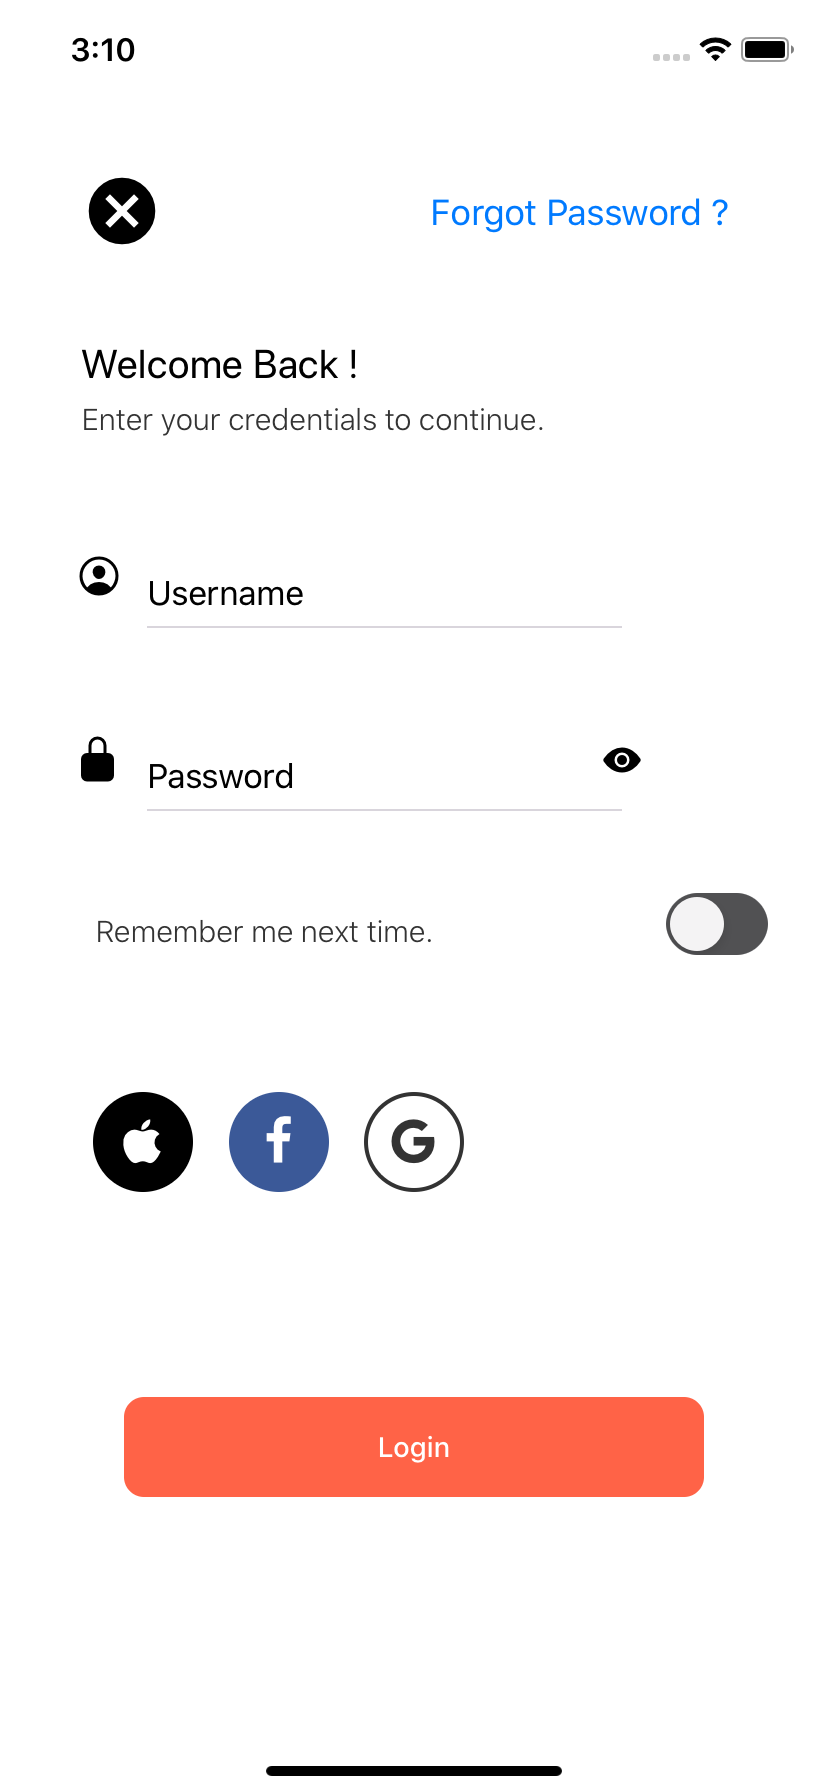 3:10
Forgot Password ?
Welcome Back !
Enter your credentials to continue.
Username
Password
Remember me next time.
Login